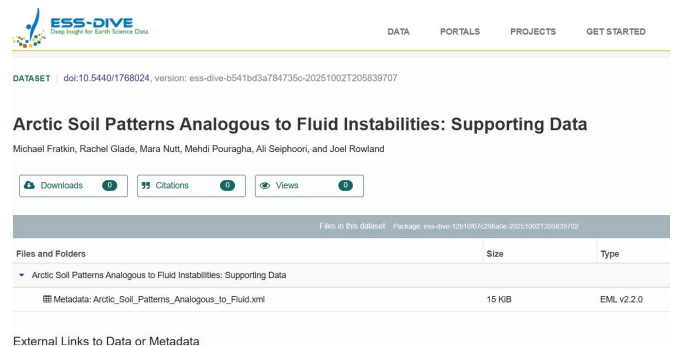 ESS-DIVE
Deep Insight for Earth Science Data
DATA PORTALS PROJECTS GET STARTED
DATASET | doi:10.5440/1768024, version: ess-dive-b541bd3a784735c-20251002T205839707
Arctic Soil Patterns Analogous to Fluid Instabilities: Supporting Data
Michael Fratkin, Rachel Glade, Mara Nutt, Mehdi Pouragha, Ali Seiphoori, and Joel Rowland
Downloads 0 Citations 0 Views 0
Files in this dataset Package: ess-dive-12b10f07c298a0e-20251002T205839702
Files and Folders Size Type
Arctic Soil Patterns Analogous to Fluid Instabilities: Supporting Data
Metadata: Arctic_Soil_Patterns_Analogous_to_Fluid.xml 15 KiB EML v2.2.0
External Links to Data or Metadata